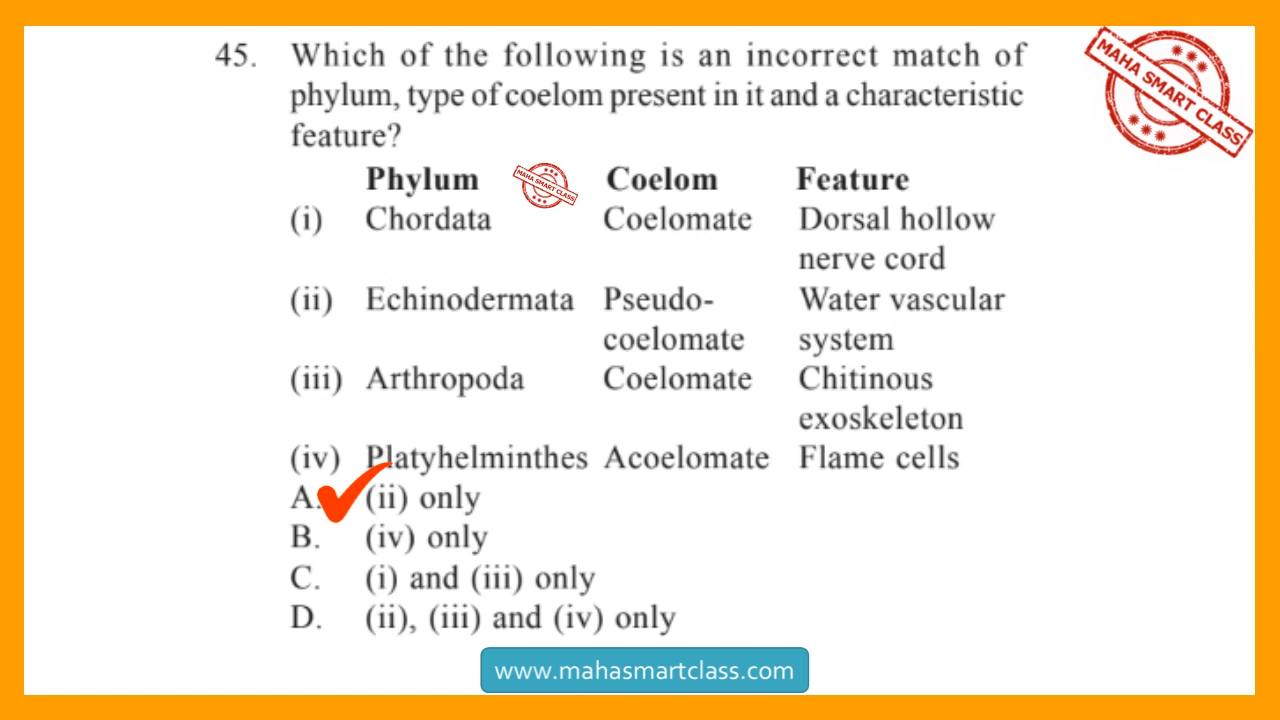 45. Which of the following is an incorrect match of
phylum, type of coelom present in it and a characteristic
feature?
MAHA SMART CLASS
Phylum Coelom Feature
MAHA SMART CLASS
(i) Chordata Coelomate Dorsal hollow
nerve cord
(ii) Echinodermata Pseudo- Water vascular
coelomate system
(iii) Arthropoda Coelomate Chitinous
exoskeleton
(iv) Platyhelminthes Acoelomate Flame cells
A. (ii) only
B. (iv) only
C. (i) and (iii) only
D. (ii), (iii) and (iv) only
www.mahasmartclass.com